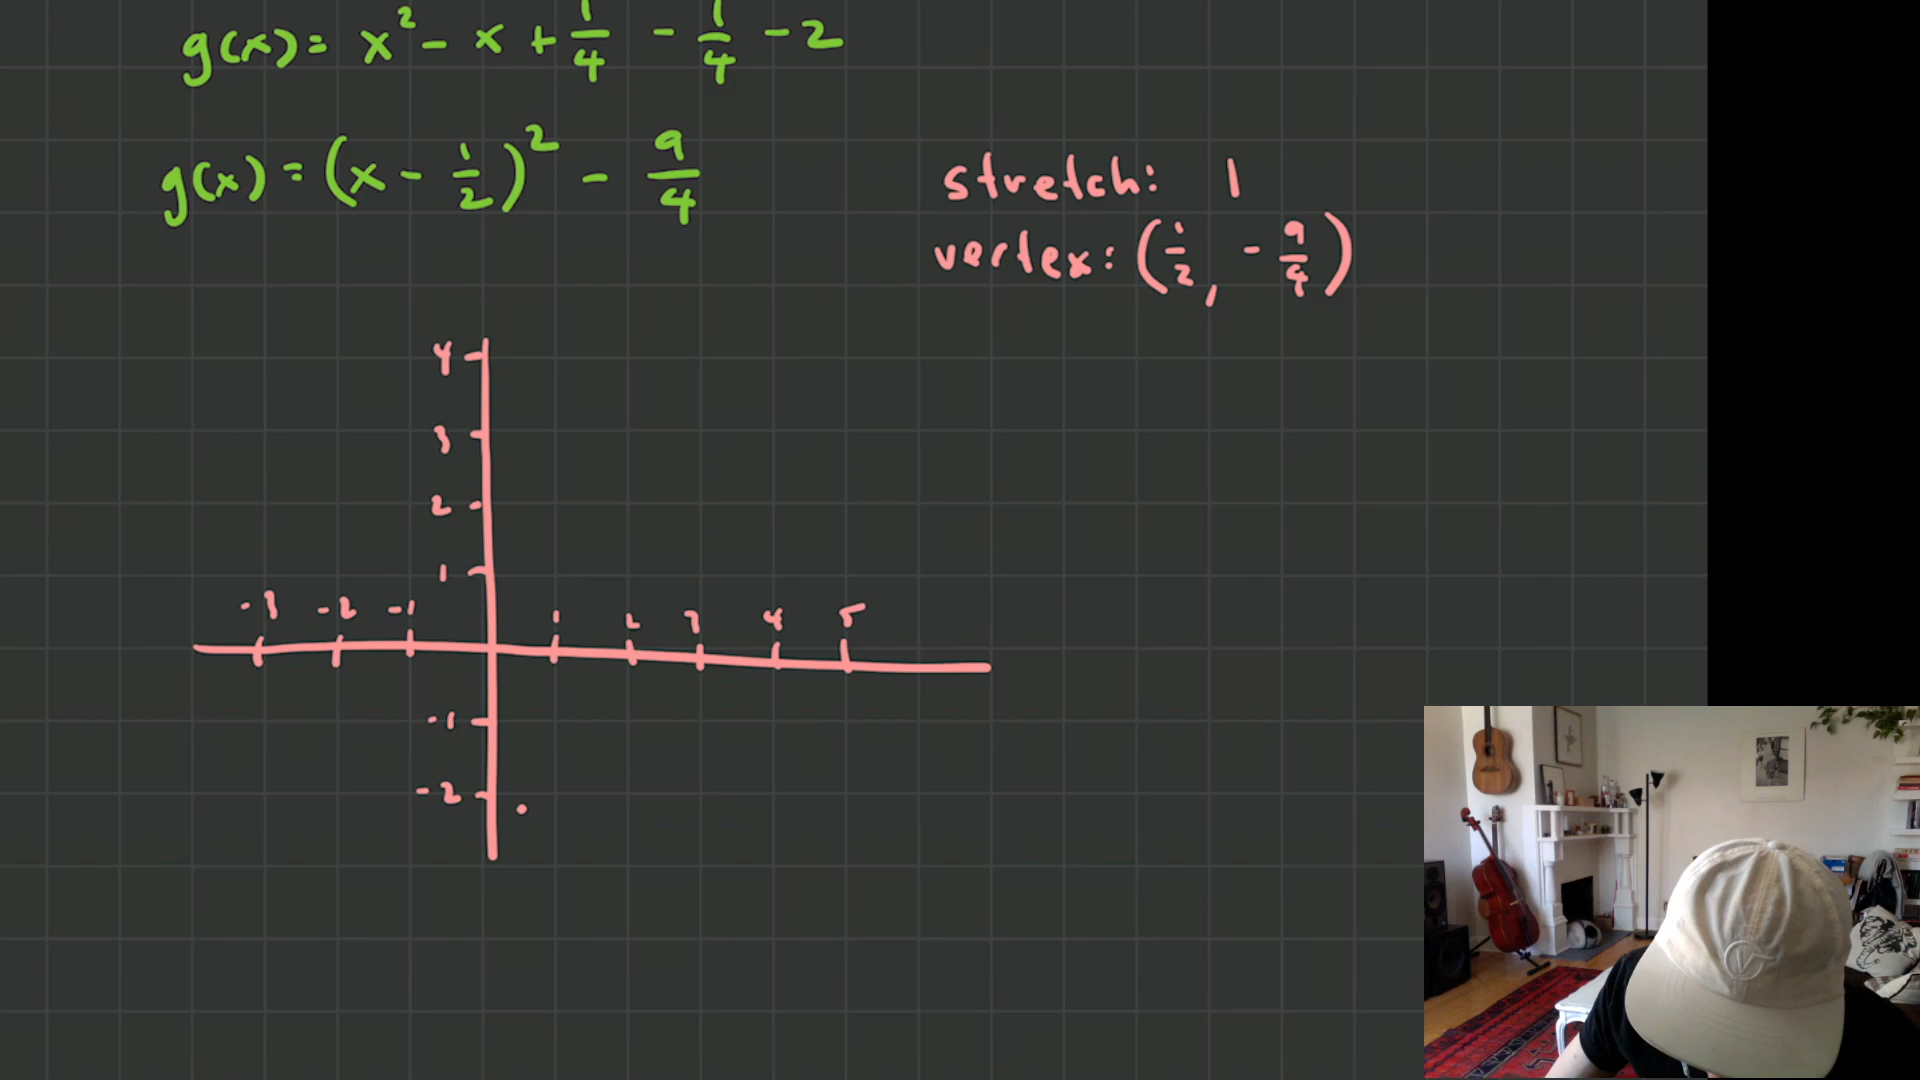 g(x) = x² - x + 1/4 - 1/4 - 2
g(x) = (x - 1/2)² - 9/4
stretch: 1
vertex: (1/2, -9/4)
4
3
2
1
-3 -2 -1 1 2 3 4 5
-1
-2